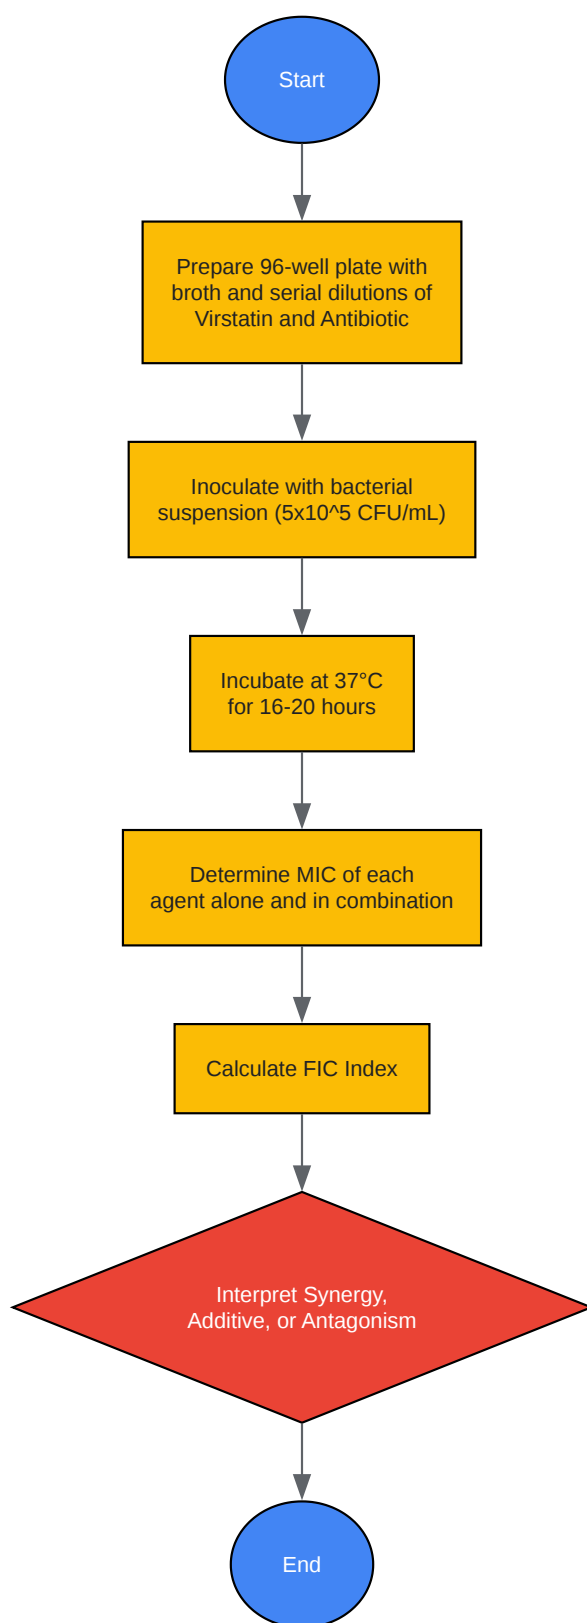 Start
Prepare 96-well plate with
broth and serial dilutions of
Virstatin and Antibiotic
Inoculate with bacterial
suspension (5x10^5 CFU/mL)
Incubate at 37°C
for 16-20 hours
Determine MIC of each
agent alone and in combination
Calculate FIC Index
Interpret Synergy,
Additive, or Antagonism
End